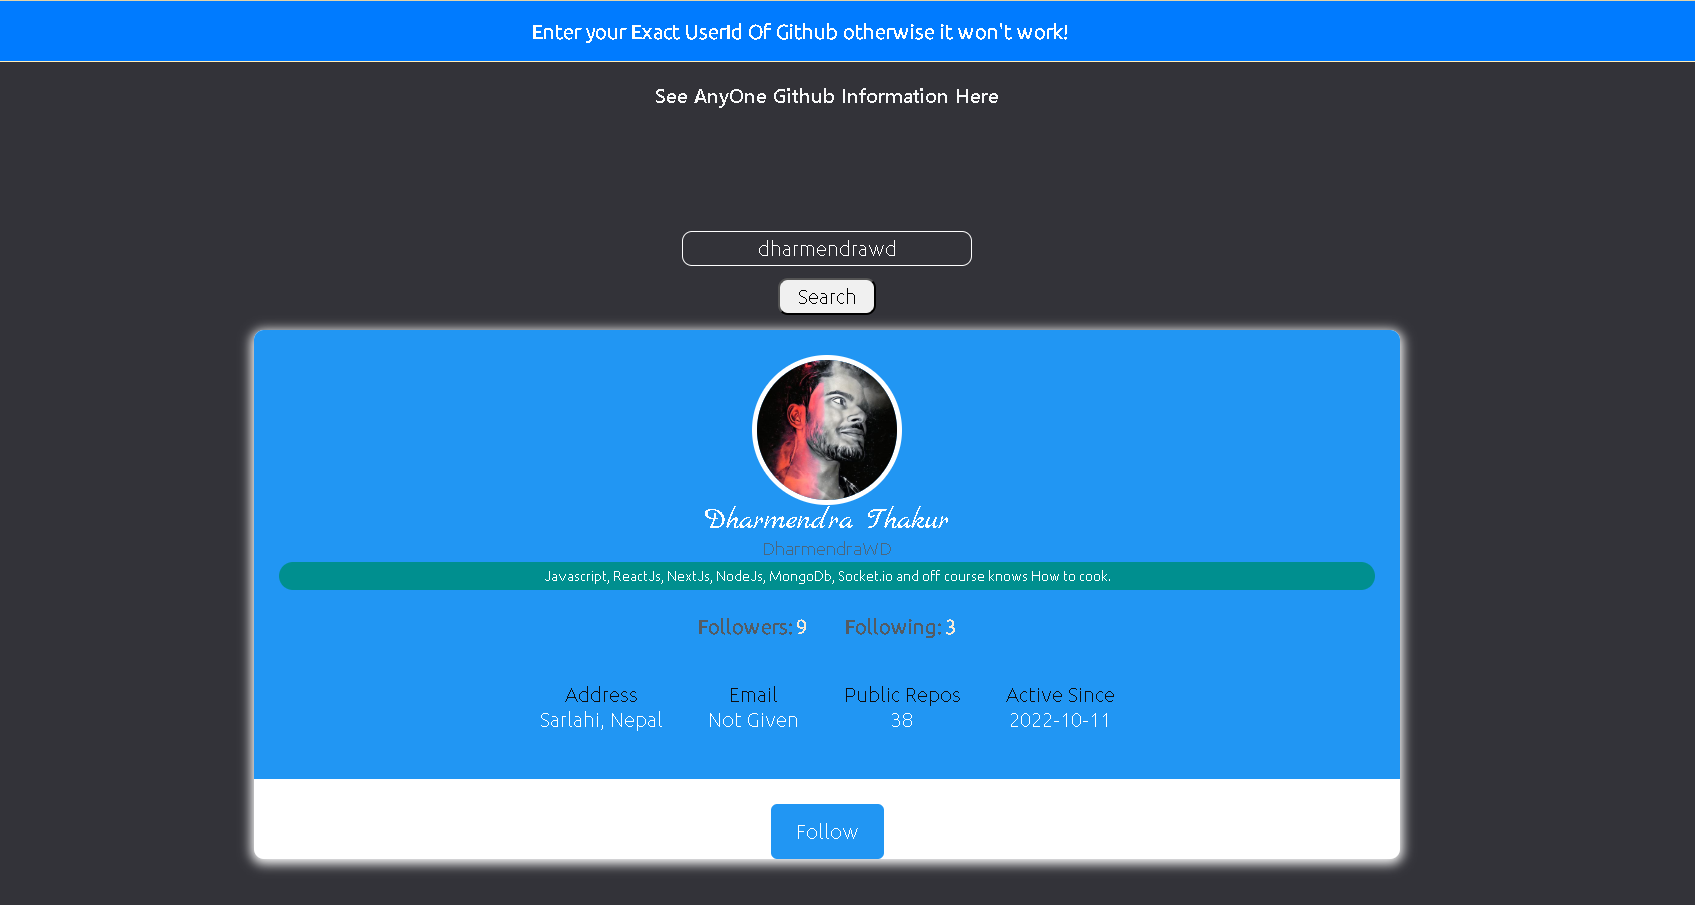 Enter your Exact UserId Of Github otherwise it won't work!
See AnyOne Github Information Here
dharmendrawd
Search
Dharmendra Thakur
DharmendraWD
Javascript, ReactJs, NextJs, NodeJs, MongoDb, Socket.io and off course knows How to cook.
Followers: 9 Following: 3
Address Email Public Repos Active Since
Sarlahi, Nepal Not Given 38 2022-10-11
Follow